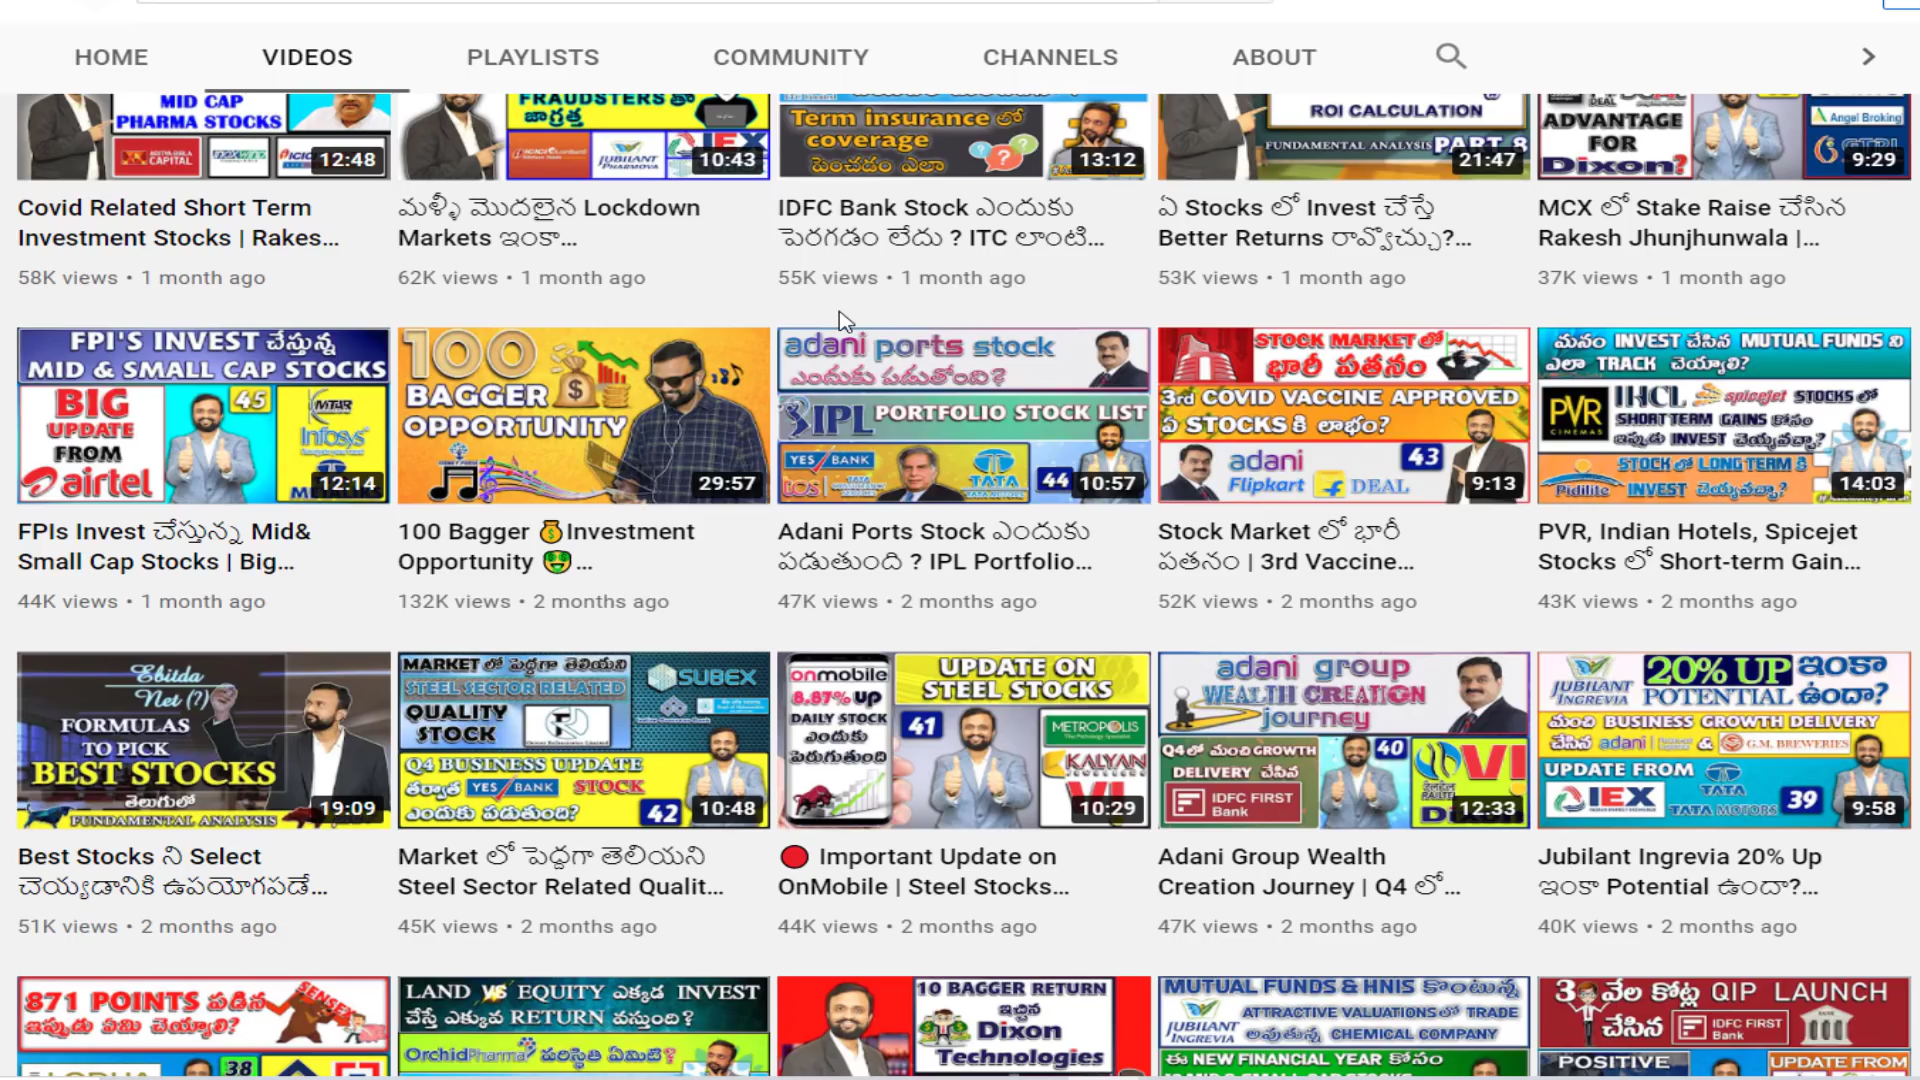 HOME VIDEOS PLAYLISTS COMMUNITY CHANNELS ABOUT
MID CAP
PHARMA STOCKS
12:48
FRAUDSTERS తో
జాగ్రత్త
JUBILANT
10:43
Term insurance లో
coverage
పెంచడం ఎలా
13:12
ROI CALCULATION
FUNDAMENTAL ANALYSIS PART 8
21:47
DEAL
ADVANTAGE
FOR
Dixon?
Angel Broking
9:29
Covid Related Short Term
Investment Stocks | Rakes...
58K views • 1 month ago
మళ్ళీ మొదలైన Lockdown
Markets ఇంకా...
62K views • 1 month ago
IDFC Bank Stock ఎందుకు
పెరగడం లేదు ? ITC లాంటి...
55K views • 1 month ago
ఏ Stocks లో Invest చేస్తే
Better Returns రావ్వొచ్చు?...
53K views • 1 month ago
MCX లో Stake Raise చేసిన
Rakesh Jhunjhunwala |...
37K views • 1 month ago
FPI'S INVEST చేస్తున్న
MID & SMALL CAP STOCKS
BIG
UPDATE
FROM
airtel
45
MTAR
Infosys
12:14
100
BAGGER
OPPORTUNITY
29:57
adani ports stock
ఎందుకు పడుతోంది?
IPL PORTFOLIO STOCK LIST
YES BANK
TATA
44
10:57
STOCK MARKET లో
భారీ పతనం
3rd COVID VACCINE APPROVED
ఏ STOCKS కి లాభం?
adani
Flipkart DEAL
43
9:13
మనం INVEST చేసిన MUTUAL FUNDS ని
ఎలా TRACK చెయ్యాలి?
PVR
CINEMAS
IHCL spicejet STOCKS లో
SHORT TERM GAINS కోసం
ఇప్పుడు INVEST చెయ్యవచ్చా?
Pidilite
STOCK లో LONG TERM కి
INVEST చెయ్యవచ్చా?
14:03
FPIs Invest చేస్తున్న Mid&
Small Cap Stocks | Big...
44K views • 1 month ago
100 Bagger 💰Investment
Opportunity 🤑...
132K views • 2 months ago
Adani Ports Stock ఎందుకు
పడుతుంది ? IPL Portfolio...
47K views • 2 months ago
Stock Market లో భారీ
పతనం | 3rd Vaccine...
52K views • 2 months ago
PVR, Indian Hotels, Spicejet
Stocks లో Short-term Gain...
43K views • 2 months ago
Ebitda
Net (?)
FORMULAS
TO PICK
BEST STOCKS
తెలుగులో
FUNDAMENTAL ANALYSIS
19:09
MARKET లో పెద్దగా తెలియని
STEEL SECTOR RELATED
QUALITY
STOCK
SUBEX
Q4 BUSINESS UPDATE
తర్వాత YES BANK STOCK
ఎందుకు పడుతుంది?
42
10:48
onmobile
8.87% UP
DAILY STOCK
ఎందుకు
పెరుగుతుంది
UPDATE ON
STEEL STOCKS
41
METROPOLIS
KALYAN
VI
10:29
adani group
WEALTH CREATION
journey
Q4లో మంచి GROWTH
DELIVERY చేసిన
IDFC FIRST
Bank
40
VI
12:33
JUBILANT
INGREVIA
20% UP ఇంకా
POTENTIAL ఉందా?
మంచి BUSINESS GROWTH DELIVERY
చేసిన adani & G.M. BREWERIES
UPDATE FROM
IEX
TATA
TATA MOTORS
39
9:58
Best Stocks ని Select
చెయ్యడానికి ఉపయోగపడే...
51K views • 2 months ago
Market లో పెద్దగా తెలియని
Steel Sector Related Qualit...
45K views • 2 months ago
🔴 Important Update on
OnMobile | Steel Stocks...
44K views • 2 months ago
Adani Group Wealth
Creation Journey | Q4 లో...
47K views • 2 months ago
Jubilant Ingrevia 20% Up
ఇంకా Potential ఉందా?...
40K views • 2 months ago
871 POINTS పడిన
ఇప్పుడు ఏమి చెయ్యాలి?
SENSEX
38
LAND VS EQUITY ఎక్కడ INVEST
చేస్తే ఎక్కువ RETURN వస్తుంది?
OrchidPharma పరిస్థితి ఏమిటి?
10 BAGGER RETURN
ఇచ్చిన
Dixon
Technologies
MUTUAL FUNDS & HNIS కొంటున్న
JUBILANT
INGREVIA
ATTRACTIVE VALUATIONS లో TRADE
అవుతున్న CHEMICAL COMPANY
ఈ NEW FINANCIAL YEAR కోసం
3 వేల కోట్ల QIP LAUNCH
చేసిన IDFC FIRST
Bank
POSITIVE
UPDATE FROM